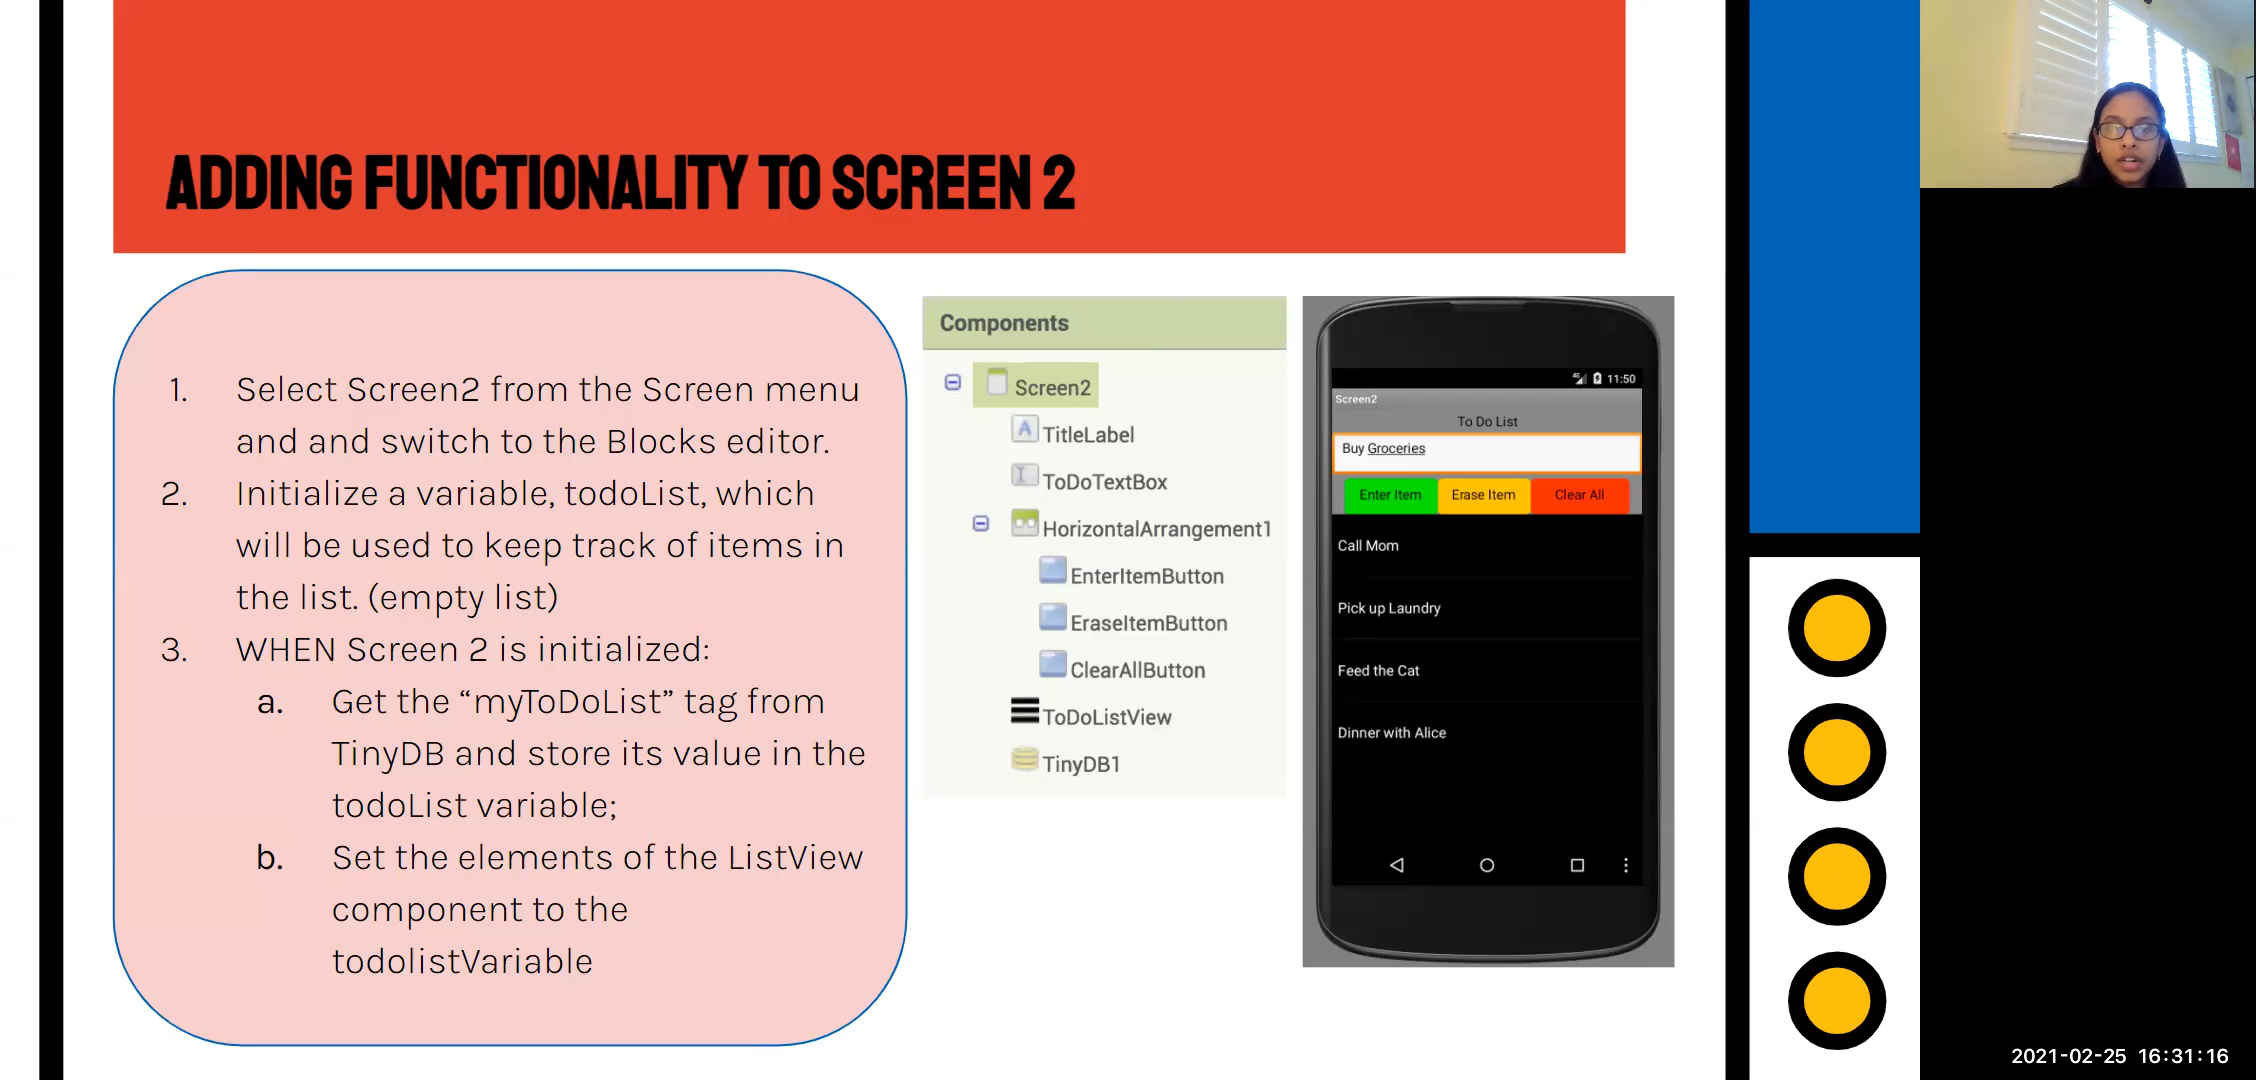 ADDING FUNCTIONALITY TO SCREEN 2
1. Select Screen2 from the Screen menu
and and switch to the Blocks editor.
2. Initialize a variable, todoList, which
will be used to keep track of items in
the list. (empty list)
3. WHEN Screen 2 is initialized:
a. Get the “myToDoList” tag from
TinyDB and store its value in the
todoList variable;
b. Set the elements of the ListView
component to the
todolistVariable
Components
Screen2
A TitleLabel
ToDoTextBox
HorizontalArrangement1
EnterItemButton
EraseItemButton
ClearAllButton
ToDoListView
TinyDB1
4G 11:50
Screen2
To Do List
Buy Groceries
Enter Item Erase Item Clear All
Call Mom
Pick up Laundry
Feed the Cat
Dinner with Alice
2021-02-25 16:31:16